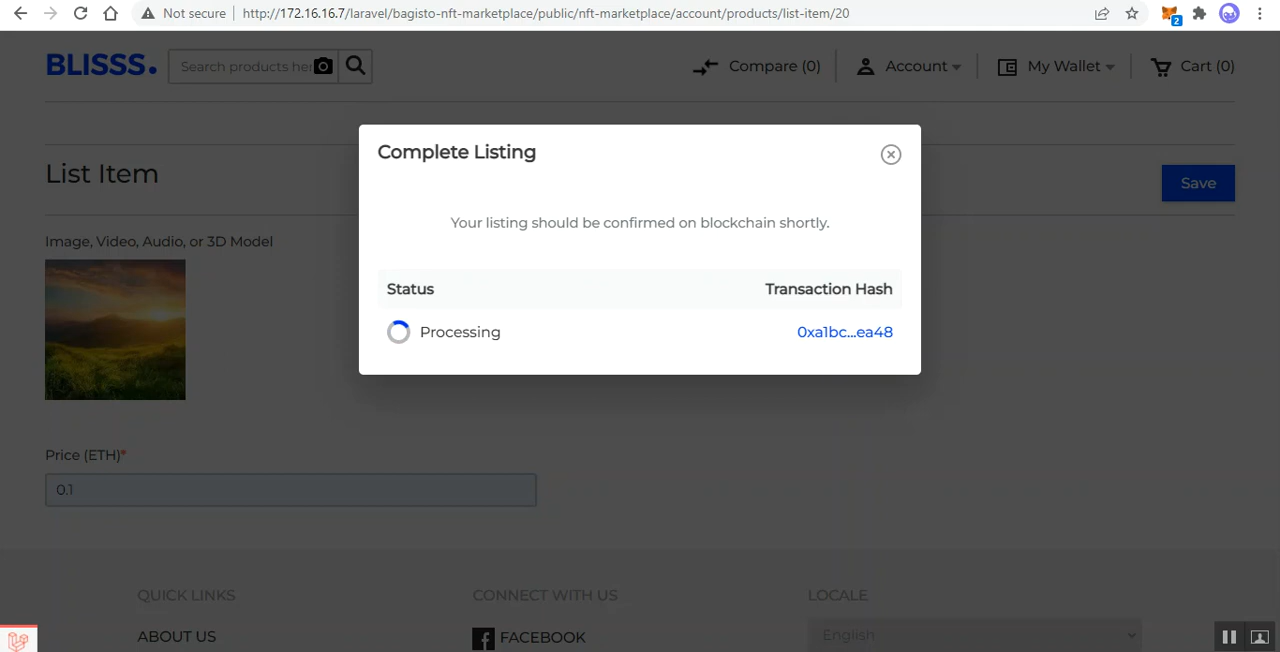 Not secure
http://172.16.16.7/laravel/bagisto-nft-marketplace/public/nft-marketplace/account/products/list-item/20
2
BLISSS.
Search products her
Compare (0)
Account
My Wallet
Cart (0)
Complete Listing
List Item
Save
Your listing should be confirmed on blockchain shortly.
Image, Video, Audio, or 3D Model
Status
Transaction Hash
Processing
0xa1bc...ea48
Price (ETH)*
0.1
QUICK LINKS
CONNECT WITH US
LOCALE
ABOUT US
FACEBOOK
English